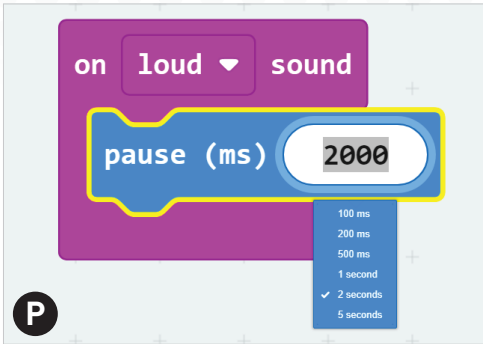 on loud sound
pause (ms) 2000
100 ms
200 ms
500 ms
1 second
2 seconds
5 seconds
P